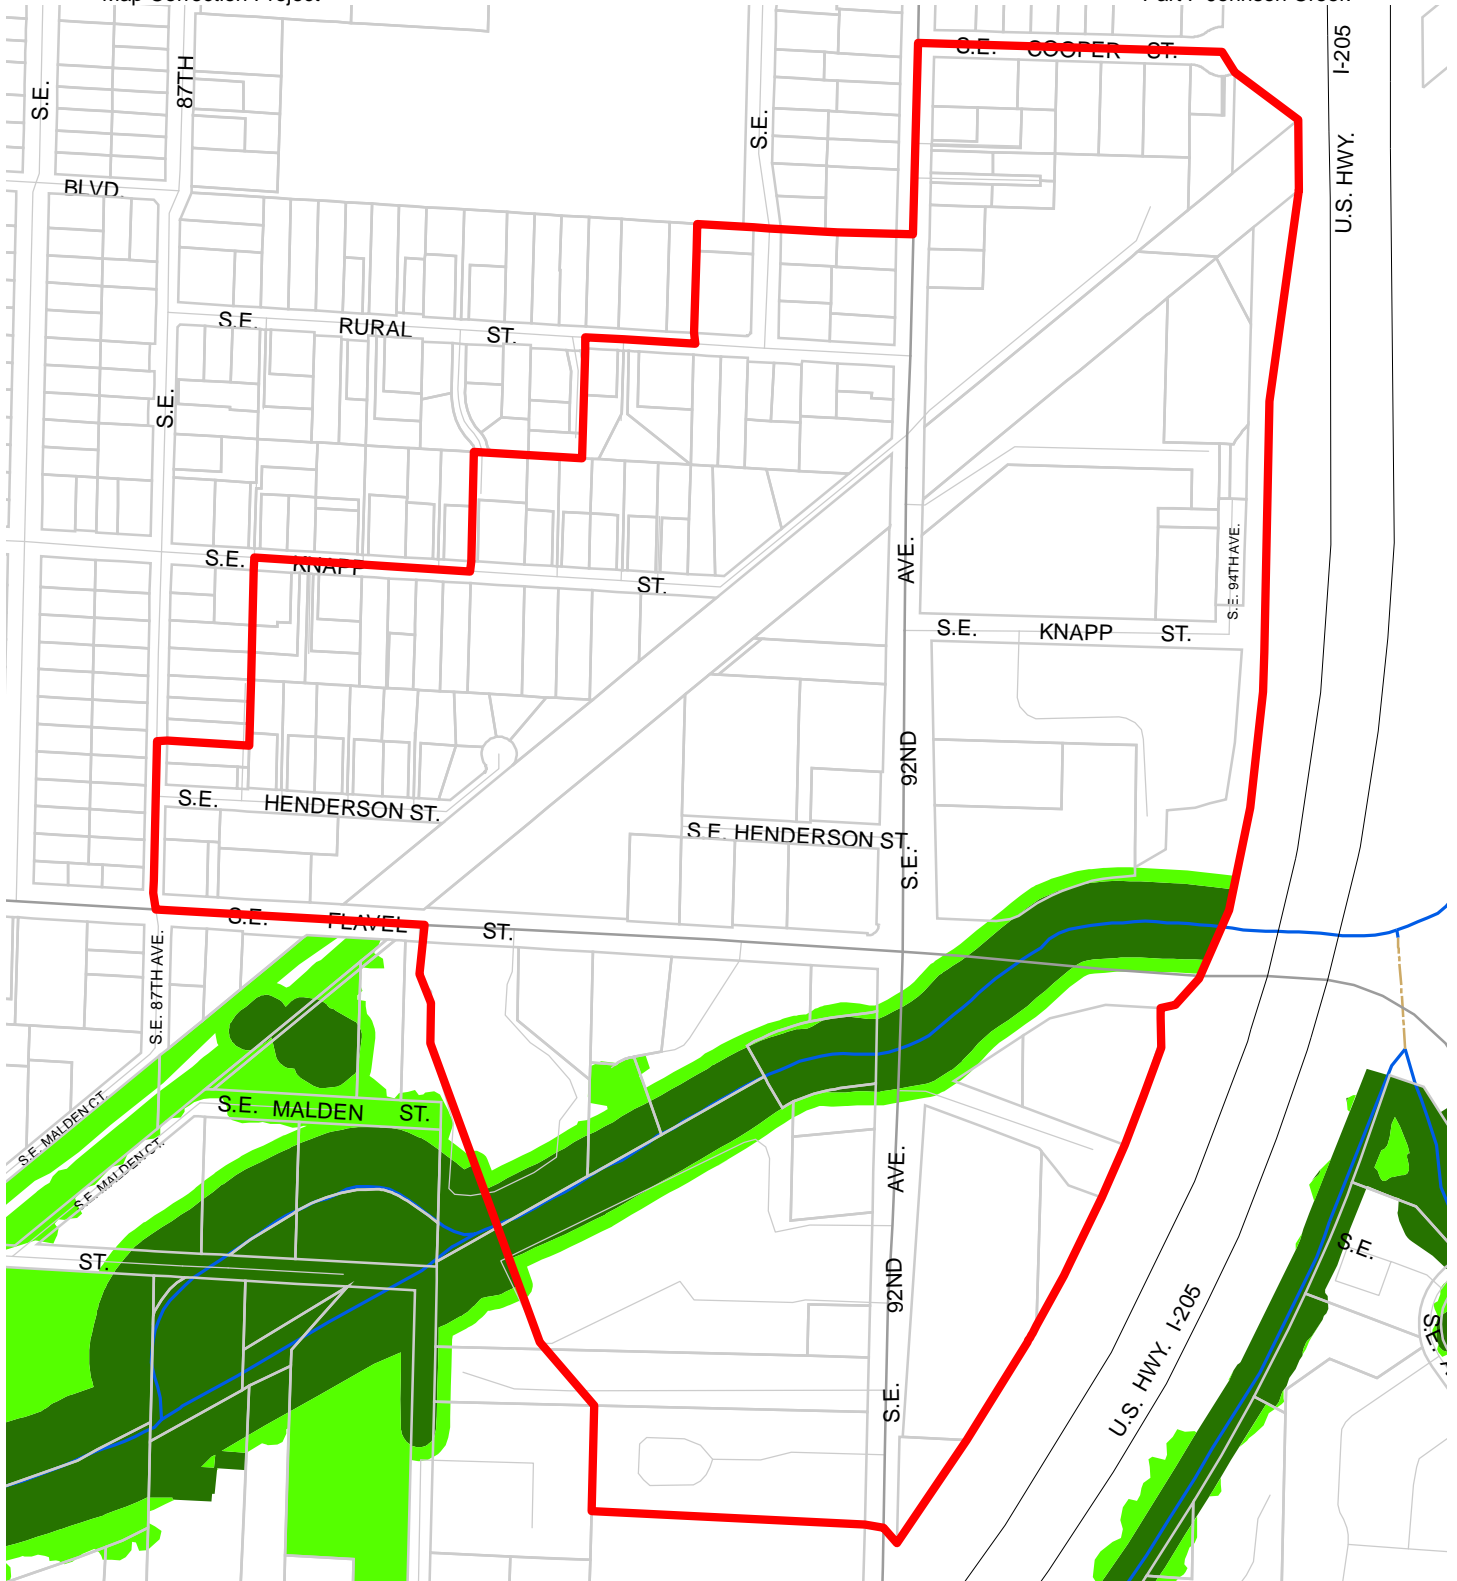 S.E. COOPER ST.
I-205
U.S. HWY.
S.E.
87TH
S.E.
BLVD.
S.E. RURAL ST.
S.E.
S.E. KNAPP ST.
AVE.
S.E. 94TH AVE.
S.E. KNAPP ST.
92ND
S.E. HENDERSON ST.
S.E. HENDERSON ST.
S.E.
S.E. FLAVEL ST.
S.E. 87TH AVE.
S.E. MALDEN CT.
S.E. MALDEN ST.
S.E. MALDEN CT.
AVE.
ST.
92ND
S.E.
S.E.
U.S. HWY. I-205
S.E.